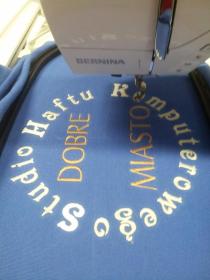 BERNINA
Studio Haftu Komputerowego
DOBRE
MIASTO